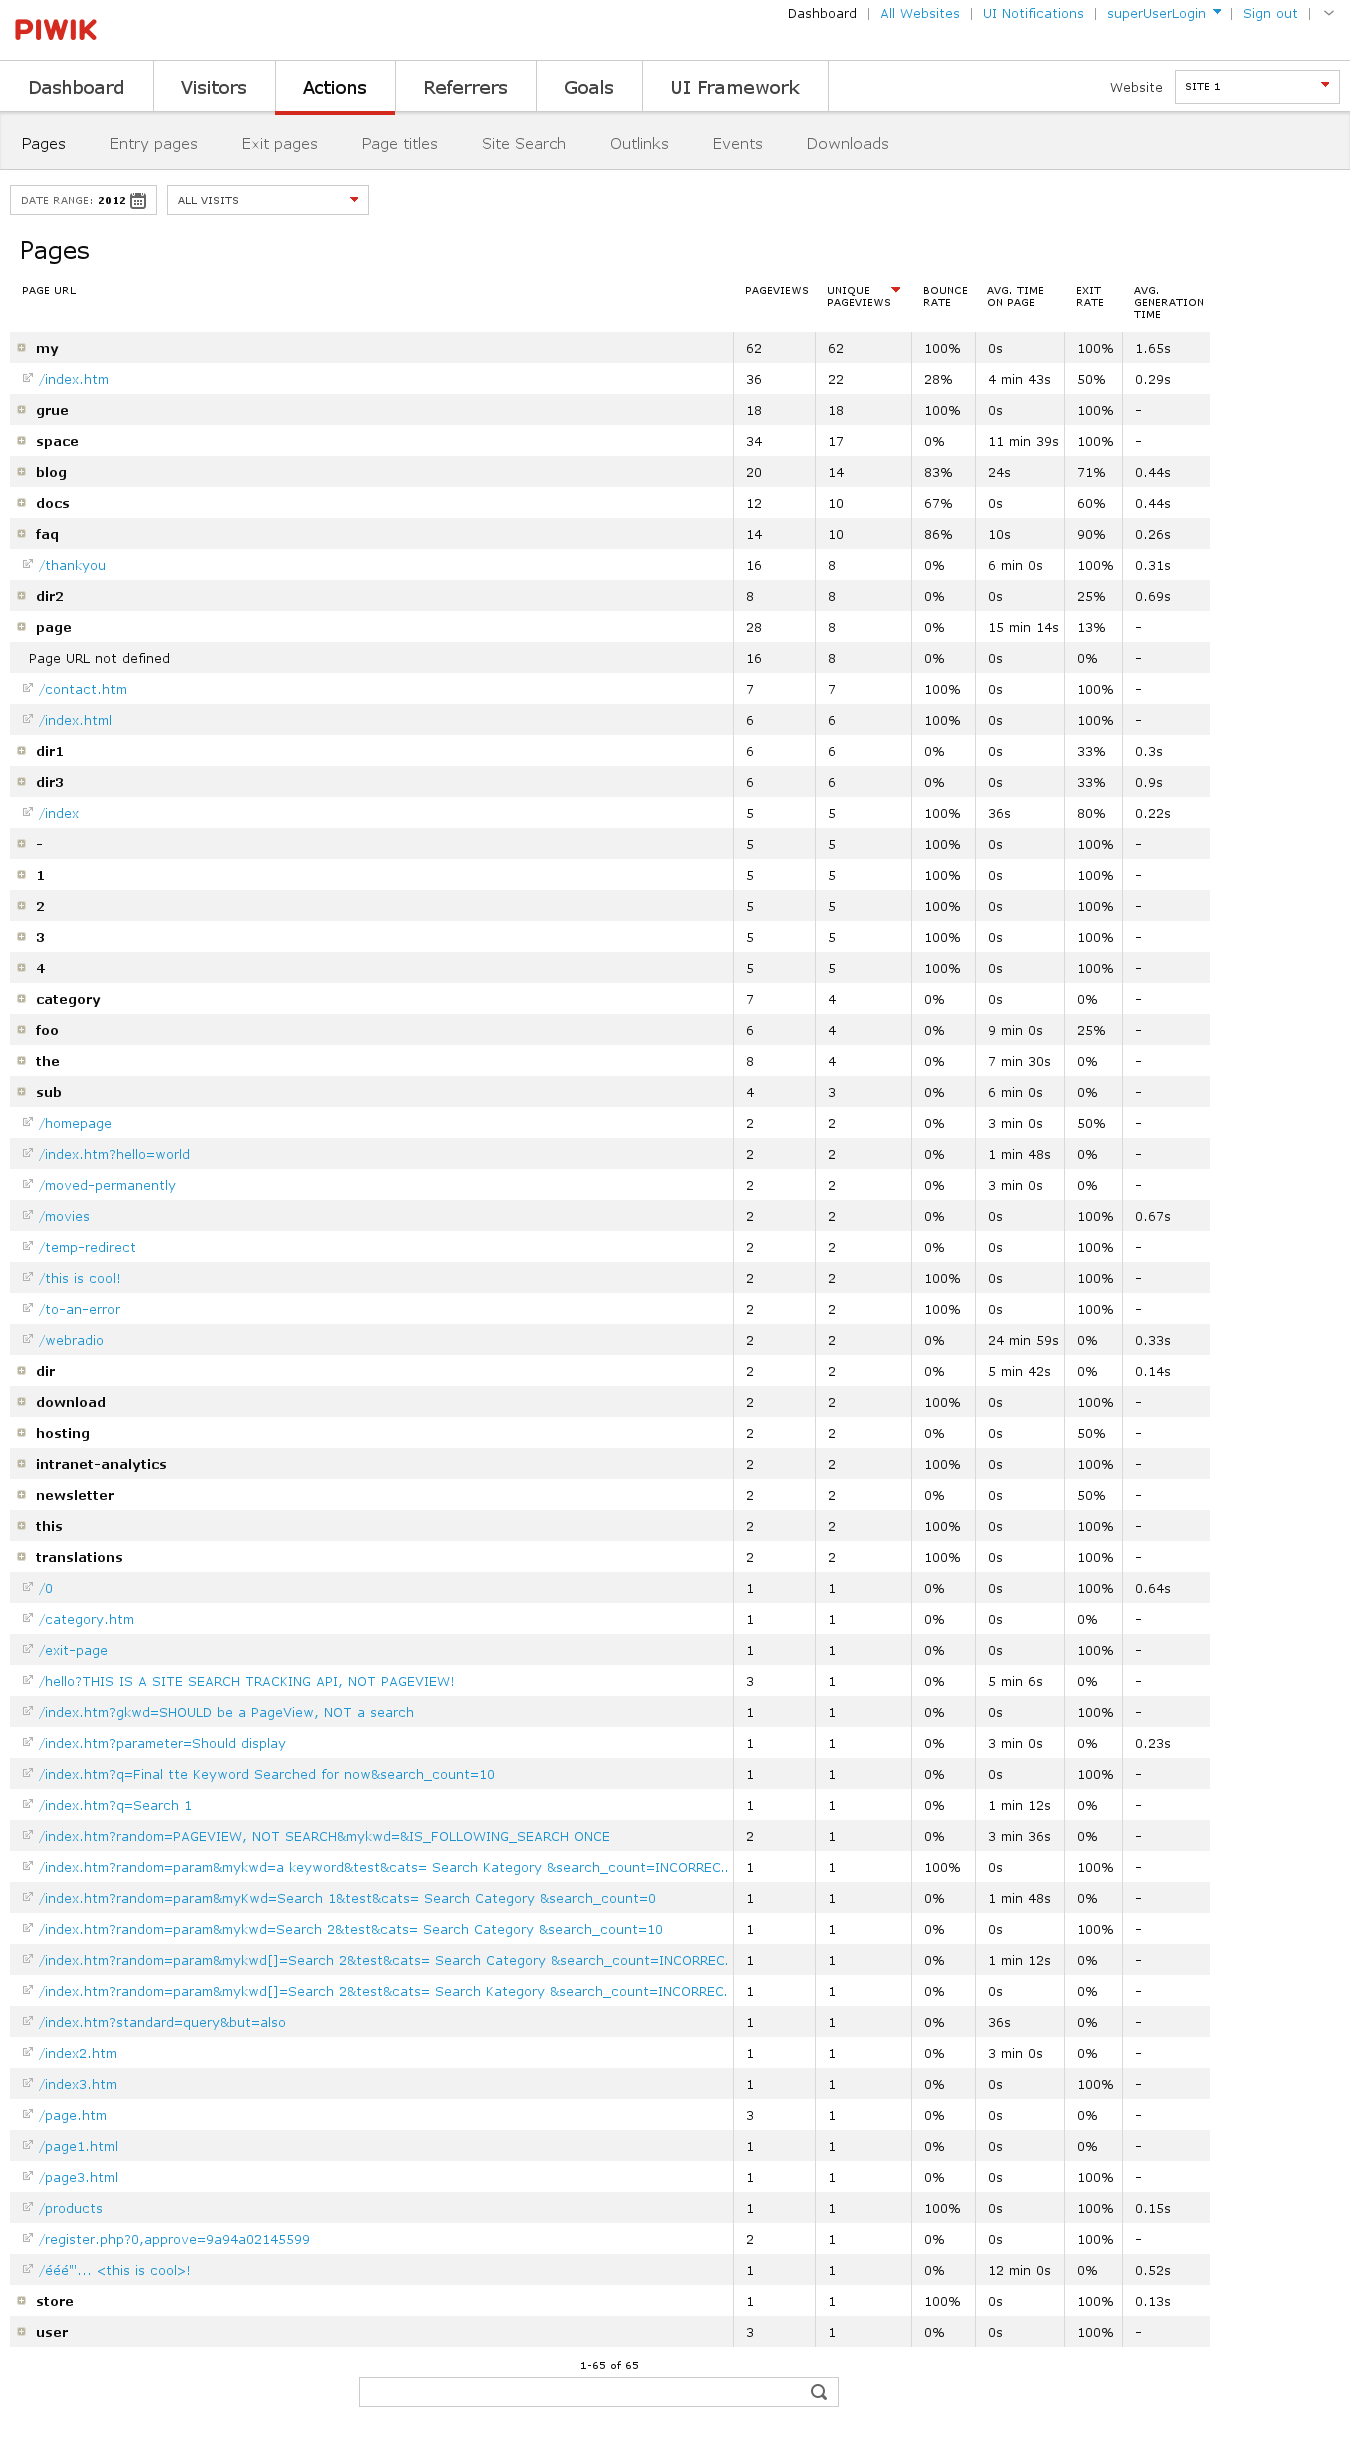 Dashboard | All Websites | UI Notifications | superUserLogin | Sign out |
PIWIK
Dashboard Visitors Actions Referrers Goals UI Framework Website SITE 1
Pages Entry pages Exit pages Page titles Site Search Outlinks Events Downloads
DATE RANGE: 2012 ALL VISITS
Pages
PAGE URL PAGEVIEWS UNIQUE PAGEVIEWS BOUNCE RATE AVG. TIME ON PAGE EXIT RATE AVG. GENERATION TIME
my 62 62 100% 0s 100% 1.65s
/index.htm 36 22 28% 4 min 43s 50% 0.29s
grue 18 18 100% 0s 100% -
space 34 17 0% 11 min 39s 100% -
blog 20 14 83% 24s 71% 0.44s
docs 12 10 67% 0s 60% 0.44s
faq 14 10 86% 10s 90% 0.26s
/thankyou 16 8 0% 6 min 0s 100% 0.31s
dir2 8 8 0% 0s 25% 0.69s
page 28 8 0% 15 min 14s 13% -
Page URL not defined 16 8 0% 0s 0% -
/contact.htm 7 7 100% 0s 100% -
/index.html 6 6 100% 0s 100% -
dir1 6 6 0% 0s 33% 0.3s
dir3 6 6 0% 0s 33% 0.9s
/index 5 5 100% 36s 80% 0.22s
- 5 5 100% 0s 100% -
1 5 5 100% 0s 100% -
2 5 5 100% 0s 100% -
3 5 5 100% 0s 100% -
4 5 5 100% 0s 100% -
category 7 4 0% 0s 0% -
foo 6 4 0% 9 min 0s 25% -
the 8 4 0% 7 min 30s 0% -
sub 4 3 0% 6 min 0s 0% -
/homepage 2 2 0% 3 min 0s 50% -
/index.htm?hello=world 2 2 0% 1 min 48s 0% -
/moved-permanently 2 2 0% 3 min 0s 0% -
/movies 2 2 0% 0s 100% 0.67s
/temp-redirect 2 2 0% 0s 100% -
/this is cool! 2 2 100% 0s 100% -
/to-an-error 2 2 100% 0s 100% -
/webradio 2 2 0% 24 min 59s 0% 0.33s
dir 2 2 0% 5 min 42s 0% 0.14s
download 2 2 100% 0s 100% -
hosting 2 2 0% 0s 50% -
intranet-analytics 2 2 100% 0s 100% -
newsletter 2 2 0% 0s 50% -
this 2 2 100% 0s 100% -
translations 2 2 100% 0s 100% -
/0 1 1 0% 0s 100% 0.64s
/category.htm 1 1 0% 0s 0% -
/exit-page 1 1 0% 0s 100% -
/hello?THIS IS A SITE SEARCH TRACKING API, NOT PAGEVIEW! 3 1 0% 5 min 6s 0% -
/index.htm?gkwd=SHOULD be a PageView, NOT a search 1 1 0% 0s 100% -
/index.htm?parameter=Should display 1 1 0% 3 min 0s 0% 0.23s
/index.htm?q=Final tte Keyword Searched for now&search_count=10 1 1 0% 0s 100% -
/index.htm?q=Search 1 1 1 0% 1 min 12s 0% -
/index.htm?random=PAGEVIEW, NOT SEARCH&mykwd=&IS_FOLLOWING_SEARCH ONCE 2 1 0% 3 min 36s 0% -
/index.htm?random=param&mykwd=a keyword&test&cats= Search Kategory &search_count=INCORREC.. 1 1 100% 0s 100% -
/index.htm?random=param&myKwd=Search 1&test&cats= Search Category &search_count=0 1 1 0% 1 min 48s 0% -
/index.htm?random=param&mykwd=Search 2&test&cats= Search Category &search_count=10 1 1 0% 0s 100% -
/index.htm?random=param&mykwd[]=Search 2&test&cats= Search Category &search_count=INCORREC. 1 1 0% 1 min 12s 0% -
/index.htm?random=param&mykwd[]=Search 2&test&cats= Search Kategory &search_count=INCORREC. 1 1 0% 0s 0% -
/index.htm?standard=query&but=also 1 1 0% 36s 0% -
/index2.htm 1 1 0% 3 min 0s 0% -
/index3.htm 1 1 0% 0s 100% -
/page.htm 3 1 0% 0s 0% -
/page1.html 1 1 0% 0s 0% -
/page3.html 1 1 0% 0s 100% -
/products 1 1 100% 0s 100% 0.15s
/register.php?0,approve=9a94a02145599 2 1 0% 0s 100% -
/ééé"'... <this is cool>! 1 1 0% 12 min 0s 0% 0.52s
store 1 1 100% 0s 100% 0.13s
user 3 1 0% 0s 100% -
1-65 of 65